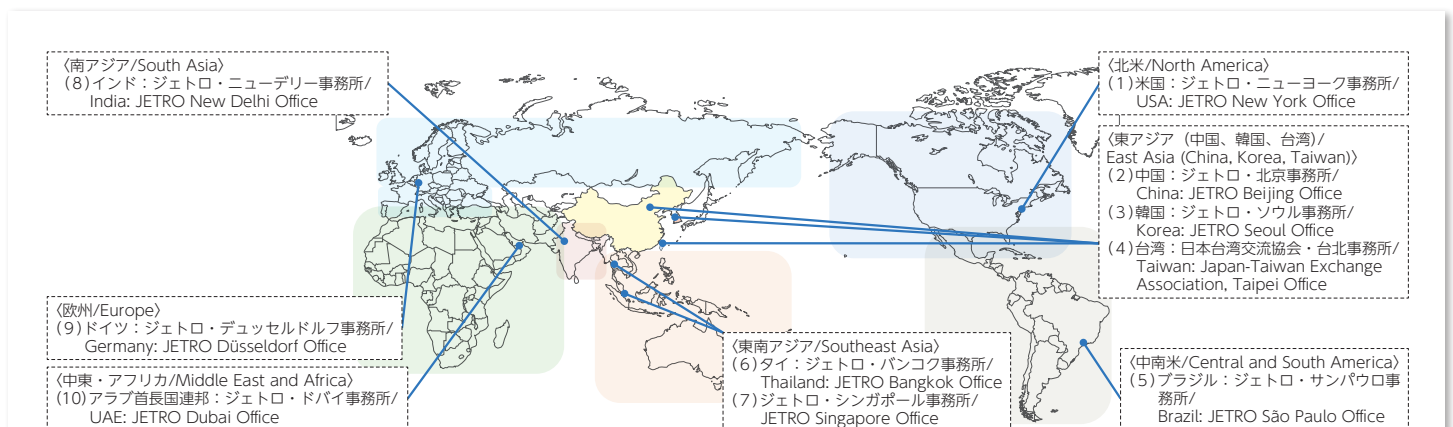 〈南アジア/South Asia〉
(8)インド：ジェトロ・ニューデリー事務所/
India: JETRO New Delhi Office
〈北米/North America〉
(1)米国：ジェトロ・ニューヨーク事務所/
USA: JETRO New York Office
〈東アジア（中国、韓国、台湾）/
East Asia (China, Korea, Taiwan)〉
(2)中国：ジェトロ・北京事務所/
China: JETRO Beijing Office
(3)韓国：ジェトロ・ソウル事務所/
Korea: JETRO Seoul Office
(4)台湾：日本台湾交流協会・台北事務所/
Taiwan: Japan-Taiwan Exchange
Association, Taipei Office
〈欧州/Europe〉
(9)ドイツ：ジェトロ・デュッセルドルフ事務所/
Germany: JETRO Düsseldorf Office
〈中東・アフリカ/Middle East and Africa〉
(10)アラブ首長国連邦：ジェトロ・ドバイ事務所/
UAE: JETRO Dubai Office
〈東南アジア/Southeast Asia〉
(6)タイ：ジェトロ・バンコク事務所/
Thailand: JETRO Bangkok Office
(7)ジェトロ・シンガポール事務所/
JETRO Singapore Office
〈中南米/Central and South America〉
(5)ブラジル：ジェトロ・サンパウロ事
務所/
Brazil: JETRO São Paulo Office